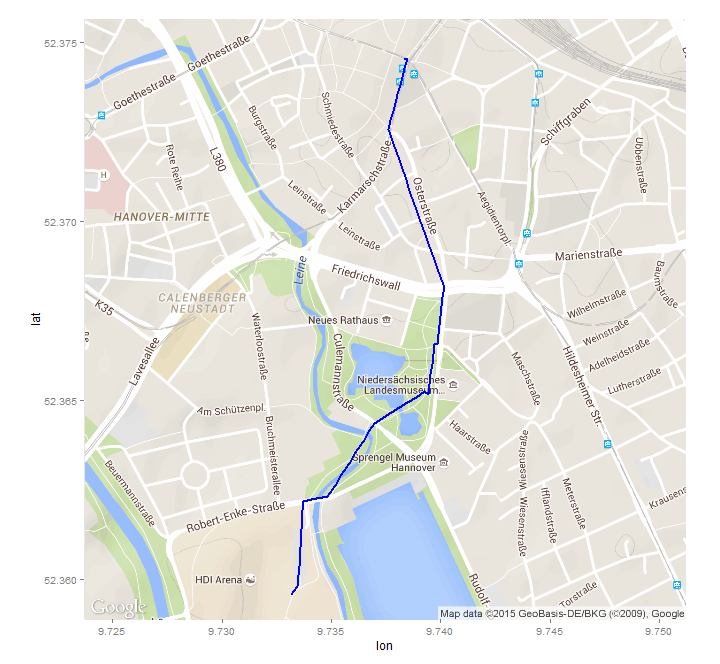 52.375
52.370
52.365
52.360
lat
Goethestraße
Goethestraße
Burgstraße
Schmiedestraße
Schiffgraben
Ubbenstraße
Rote Reihe
L380
H
HANOVER-MITTE
Karmarschstraße
Leinstraße
Osterstraße
Aegidientorpl.
Leinstraße
Marienstraße
Leine
Friedrichswall
Baumstraße
CALENBERGER
NEUSTADT
K35
Neues Rathaus
Wilhelmstraße
Weinstraße
Adelheidstraße
Lutherstraße
Lavesallee
Waterloostraße
Culemannstraße
Maschstraße
Hildesheimer Str.
Niedersächsisches
Landesmuseum...
Am Schützenpl.
Bruchmeisterallee
Haarstraße
Sprengel Museum
Hannover
Beuermannstraße
Robert-Enke-Straße
Wiesenstraße
Wiesenstraße
Ifflandstraße
Meterstraße
Krausens
HDI Arena
Rudolf-
Torstraße
Google
Map data ©2015 GeoBasis-DE/BKG (©2009), Google
9.725
9.730
9.735
9.740
9.745
9.750
lon